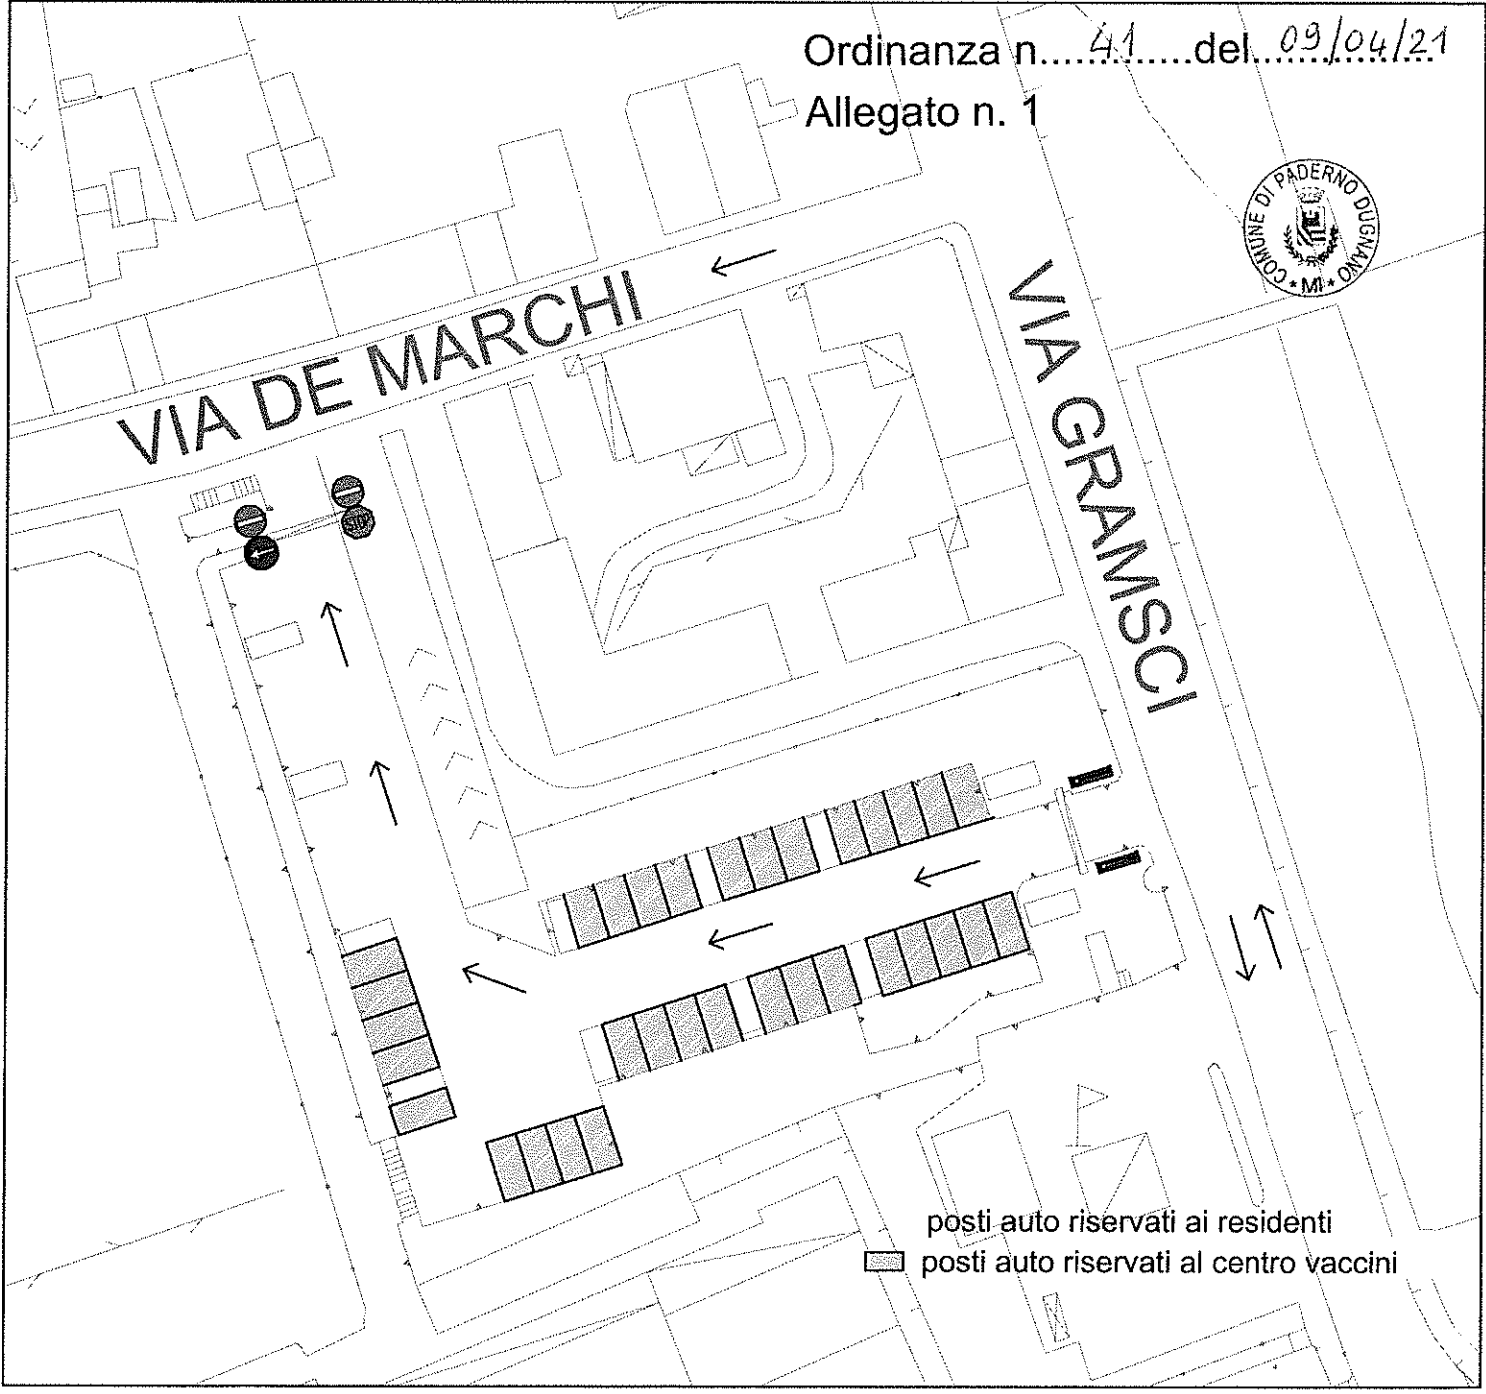 Ordinanza n.....41.....del..09/04/21
Allegato n. 1
COMUNE DI PADERNO DUGNANO
* MI *
VIA DE MARCHI
VIA GRAMSCI
STOP
posti auto riservati ai residenti
posti auto riservati al centro vaccini